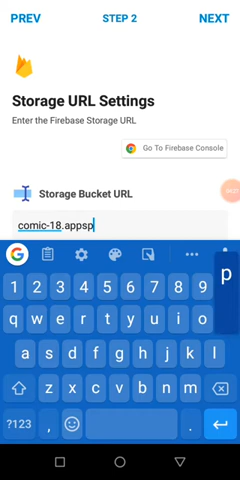 PREV STEP 2 NEXT
Storage URL Settings
Enter the Firebase Storage URL
Go To Firebase Console
Storage Bucket URL
comic-18.appsp
G
p
1 2 3 4 5 6 7 8 9
q w e r t y u i o
a s d f g h j k l
z x c v b n m
?123 , .